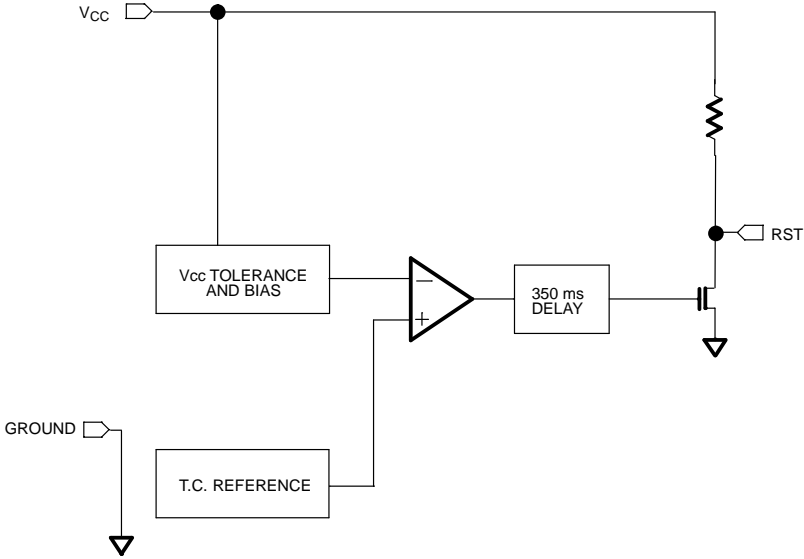 VCC
RST
Vcc TOLERANCE
AND BIAS
−
+
350 ms
DELAY
GROUND
T.C. REFERENCE